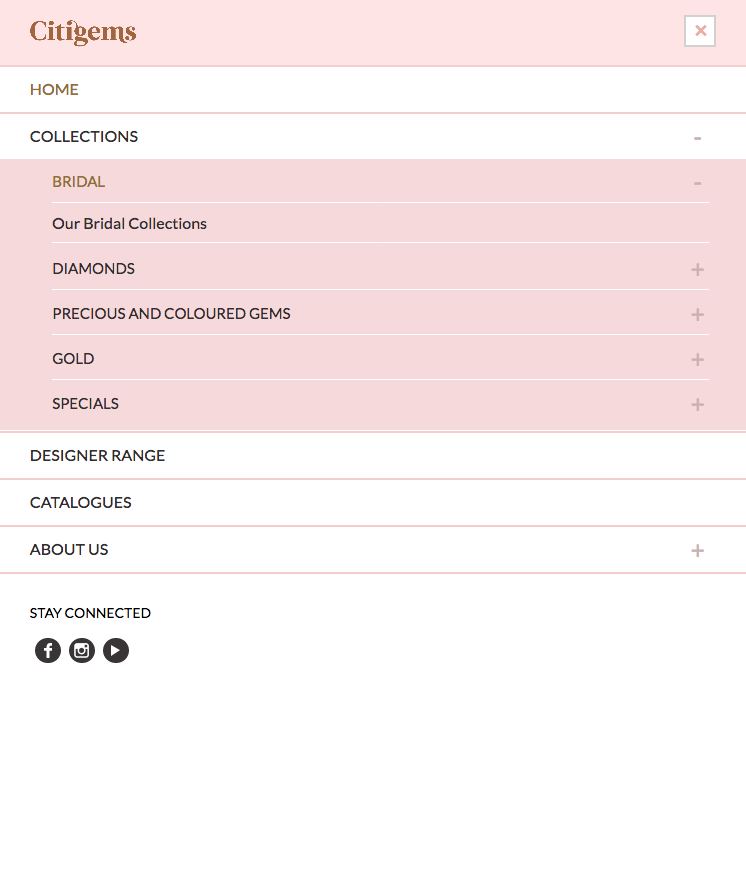 Citigems
HOME
COLLECTIONS
BRIDAL
Our Bridal Collections
DIAMONDS
PRECIOUS AND COLOURED GEMS
GOLD
SPECIALS
DESIGNER RANGE
CATALOGUES
ABOUT US
STAY CONNECTED